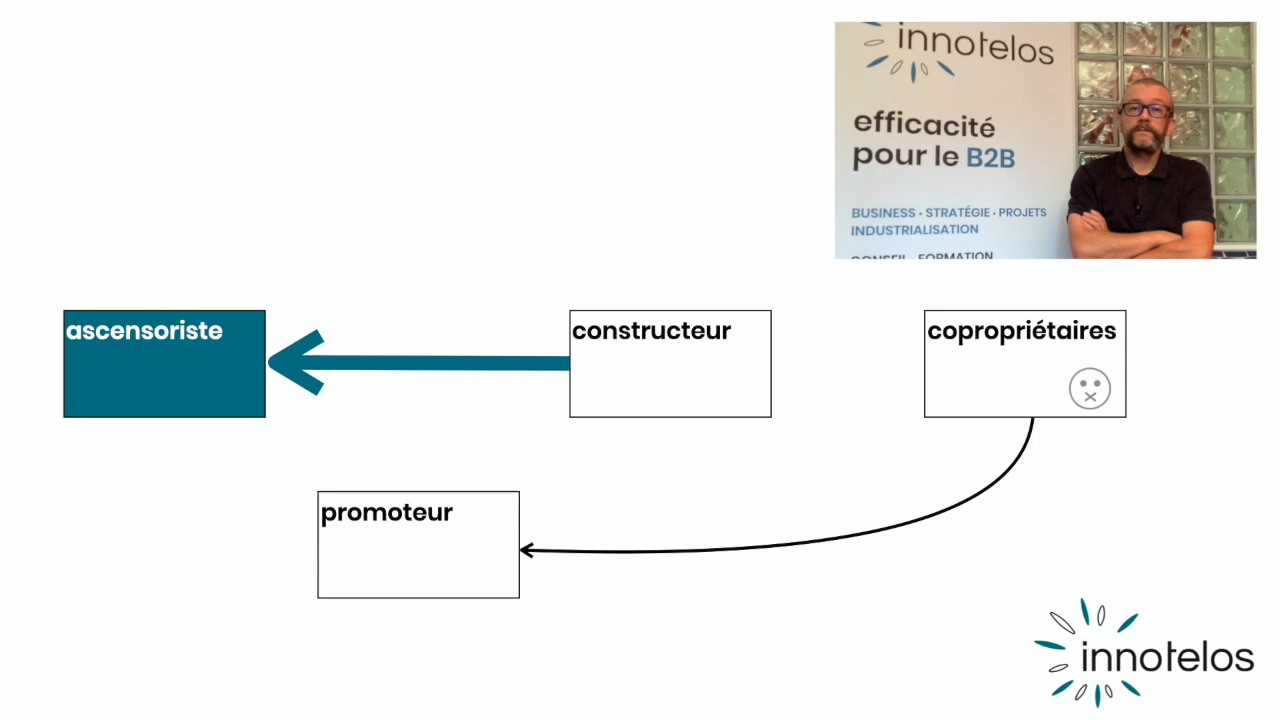 innotelos
efficacité
pour le B2B
BUSINESS • STRATÉGIE • PROJETS
INDUSTRIALISATION
CONSEIL FORMATION
ascensoriste
constructeur
copropriétaires
promoteur
innotelos